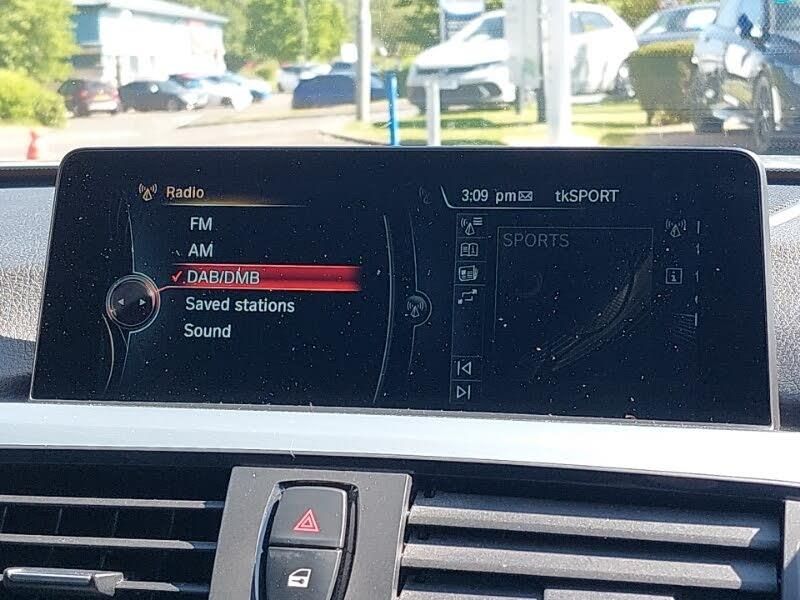 Radio
3:09 pm tkSPORT
FM
AM
DAB/DMB
Saved stations
Sound
SPORTS